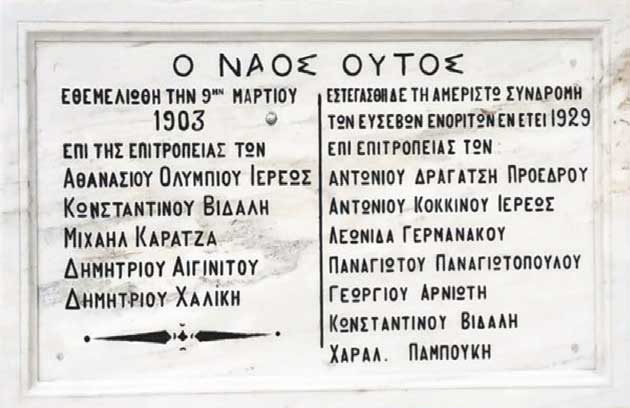 Ο ΝΑΟΣ ΟΥΤΟΣ
ΕΘΕΜΕΛΙΩΘΗ ΤΗΝ 9ΗΝ ΜΑΡΤΙΟΥ
1903
ΕΠΙ ΤΗΣ ΕΠΙΤΡΟΠΕΙΑΣ ΤΩΝ
ΑΘΑΝΑΣΙΟΥ ΟΛΥΜΠΙΟΥ ΙΕΡΕΩΣ
ΚΩΝΣΤΑΝΤΙΝΟΥ ΒΙΔΑΛΗ
ΜΙΧΑΗΛ ΚΑΡΑΤΖΑ
ΔΗΜΗΤΡΙΟΥ ΑΙΓΙΝΙΤΟΥ
ΔΗΜΗΤΡΙΟΥ ΧΑΛΙΚΗ
ΕΣΤΕΓΑΣΘΗ ΔΕ ΤΗ ΑΜΕΡΙΣΤΩ ΣΥΝΔΡΟΜΗ
ΤΩΝ ΕΥΣΕΒΩΝ ΕΝΟΡΙΤΩΝ ΕΝ ΕΤΕΙ 1929
ΕΠΙ ΕΠΙΤΡΟΠΕΙΑΣ ΤΩΝ :
ΑΝΤΩΝΙΟΥ ΔΡΑΓΑΤΣΗ ΠΡΟΕΔΡΟΥ
ΑΝΤΩΝΙΟΥ ΚΟΚΚΙΝΟΥ ΙΕΡΕΩΣ
ΛΕΩΝΙΔΑ ΓΕΡΜΑΝΑΚΟΥ
ΠΑΝΑΓΙΩΤΟΥ ΠΑΝΑΓΙΩΤΟΠΟΥΛΟΥ
ΓΕΩΡΓΙΟΥ ΑΡΝΙΩΤΗ
ΚΩΝΣΤΑΝΤΙΝΟΥ ΒΙΔΑΛΗ
ΧΑΡΑΛ. ΠΑΜΠΟΥΚΗ